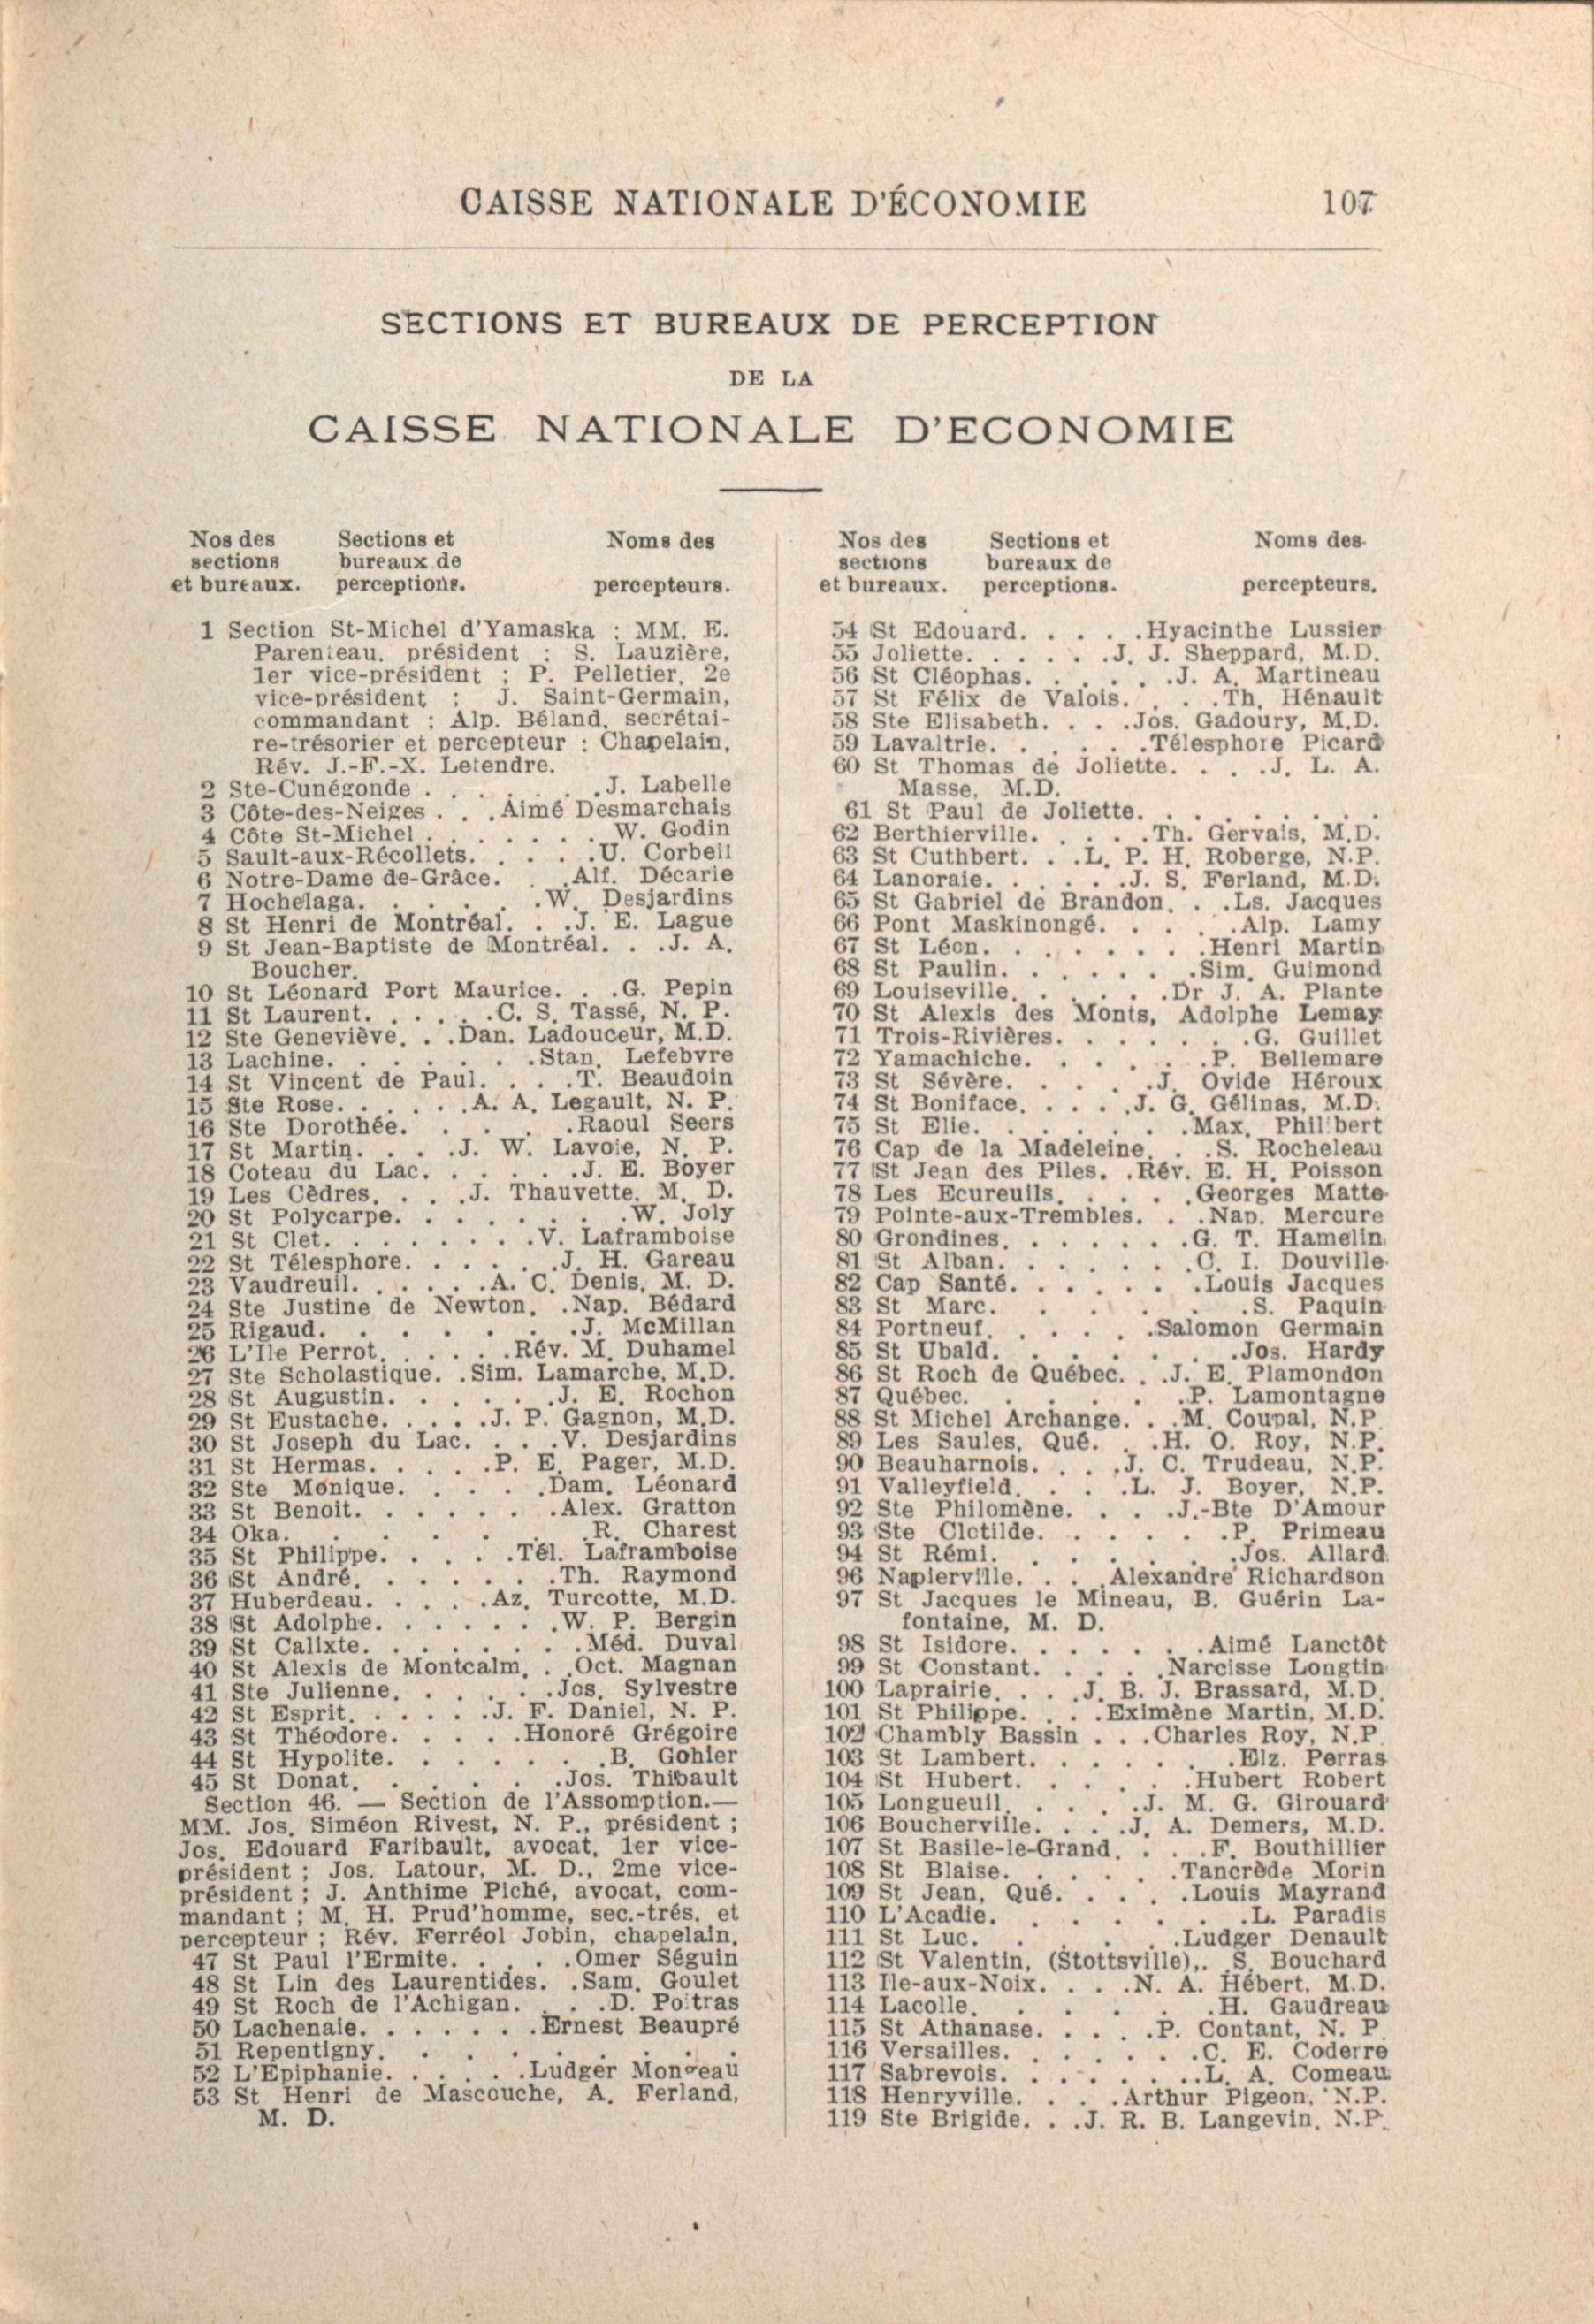 CAISSE NATIONALE D'ÉCONOMIE 107
SECTIONS ET BUREAUX DE PERCEPTION
DE LA
CAISSE NATIONALE D'ECONOMIE
Nos des Sections et Noms des
sections bureaux de
et bureaux. perceptions. percepteurs.
1 Section St-Michel d'Yamaska : MM. E.
Parenteau, président : S. Lauzière,
1er vice-président ; P. Pelletier, 2e
vice-président ; J. Saint-Germain,
commandant ; Alp. Béland, secrétai-
re-trésorier et percepteur : Chapelain,
Rév. J.-F.-X. Letendre.
2 Ste-Cunégonde . . . . . .J. Labelle
3 Côte-des-Neiges . . .Aimé Desmarchais
4 Côte St-Michel . . . . . . . W. Godin
5 Sault-aux-Récollets. . . . . .U. Corbeil
6 Notre-Dame de-Grâce. . .Alf. Décarie
7 Hochelaga. . . . . . .W. Desjardins
8 St Henri de Montréal. . .J. E. Lague
9 St Jean-Baptiste de Montréal. . .J. A.
Boucher.
10 St Léonard Port Maurice. . .G. Pepin
11 St Laurent. . . . . .C. S. Tassé, N. P.
12 Ste Geneviève. . .Dan. Ladouceur, M.D.
13 Lachine. . . . . . . .Stan. Lefebvre
14 St Vincent de Paul. . . . .T. Beaudoin
15 Ste Rose. . . . . . .A. A. Legault, N. P.
16 Ste Dorothée. . . . . .Raoul Seers
17 St Martin. . . . .J. W. Lavoie, N. P.
18 Coteau du Lac. . . . . . .J. E. Boyer
19 Les Cèdres. . . . .J. Thauvette, M. D.
20 St Polycarpe. . . . . . . .W. Joly
21 St Clet. . . . . . . . .V. Laframboise
22 St Télesphore. . . . . . .J. H. Gareau
23 Vaudreuil. . . . . . .A. C. Denis, M. D.
24 Ste Justine de Newton. . .Nap. Bédard
25 Rigaud. . . . . . . .J. McMillan
26 L'Ile Perrot. . . . . .Rév. M. Duhamel
27 Ste Scholastique. . .Sim. Lamarche, M.D.
28 St Augustin. . . . . . .J. E. Rochon
29 St Eustache. . . . . .J. P. Gagnon, M.D.
30 St Joseph du Lac. . . . .V. Desjardins
31 St Hermas. . . . . .P. E. Pager, M.D.
32 Ste Monique. . . . . .Dam. Léonard
33 St Benoit. . . . . . . .Alex. Gratton
34 Oka. . . . . . . .R. Charest
35 St Philippe. . . . . .Tél. Laframboise
36 St André. . . . . . . .Th. Raymond
37 Huberdeau. . . . . .Az. Turcotte, M.D.
38 St Adolphe. . . . . . . .W. P. Bergin
39 St Calixte. . . . . . . . .Méd. Duval
40 St Alexis de Montcalm. . .Oct. Magnan
41 Ste Julienne. . . . . . .Jos. Sylvestre
42 St Esprit. . . . . . .J. F. Daniel, N. P.
43 St Théodore. . . . . .Honoré Grégoire
44 St Hypolite. . . . . . . .B. Gohier
45 St Donat. . . . . . .Jos. Thibault
Section 46. — Section de l'Assomption.—
MM. Jos. Siméon Rivest, N. P., président ;
Jos. Edouard Faribault, avocat, 1er vice-
président ; Jos. Latour, M. D., 2me vice-
président ; J. Anthime Piché, avocat, com-
mandant ; M. H. Prud'homme, sec.-trés. et
percepteur ; Rév. Ferréol Jobin, chapelain.
47 St Paul l'Ermite. . . . .Omer Séguin
48 St Lin des Laurentides. . .Sam. Goulet
49 St Roch de l'Achigan. . . .D. Poitras
50 Lachenaie. . . . . . . .Ernest Beaupré
51 Repentigny. . . . . . . .
52 L'Epiphanie. . . . . . .Ludger Mongeau
53 St Henri de Mascouche, A. Ferland,
M. D.
Nos des Sections et Noms des
sections bureaux de
et bureaux. perceptions. percepteurs.
54 St Edouard. . . . . .Hyacinthe Lussier
55 Joliette. . . . . . .J. J. Sheppard, M.D.
56 St Cléophas. . . . . . .J. A. Martineau
57 St Félix de Valois. . . . .Th. Hénault
58 Ste Elisabeth. . . . .Jos. Gadoury, M.D.
59 Lavaltrie. . . . . . .Télesphore Picard
60 St Thomas de Joliette. . . . .J. L. A.
Masse, M.D.
61 St Paul de Joliette. . . . . . . .
62 Berthierville. . . . .Th. Gervais, M.D.
63 St Cuthbert. . . .L. P. H. Roberge, N.P.
64 Lanoraie. . . . . . .J. S. Ferland, M.D.
65 St Gabriel de Brandon. . . .Ls. Jacques
66 Pont Maskinongé. . . . . .Alp. Lamy
67 St Léon. . . . . . . . .Henri Martin
68 St Paulin. . . . . . . .Sim. Guimond
69 Louiseville. . . . . . .Dr J. A. Plante
70 St Alexis des Monts, Adolphe Lemay
71 Trois-Rivières. . . . . . . .G. Guillet
72 Yamachiche. . . . . . .P. Bellemare
73 St Sévère. . . . . .J. Ovide Héroux
74 St Boniface. . . . . .J. G. Gélinas, M.D.
75 St Elie. . . . . . . .Max. Philibert
76 Cap de la Madeleine. . .S. Rocheleau
77 St Jean des Piles. . .Rév. E. H. Poisson
78 Les Ecureuils. . . . . .Georges Matte
79 Pointe-aux-Trembles. . . .Nap. Mercure
80 Grondines. . . . . . . .G. T. Hamelin
81 St Alban. . . . . . . .C. I. Douville
82 Cap Santé. . . . . . . .Louis Jacques
83 St Marc. . . . . . .S. Paquin
84 Portneuf. . . . . . .Salomon Germain
85 St Ubald. . . . . . . .Jos. Hardy
86 St Roch de Québec. . . .J. E. Plamondon
87 Québec. . . . . . .P. Lamontagne
88 St Michel Archange. . . .M. Coupal, N.P.
89 Les Saules, Qué. . . .H. O. Roy, N.P.
90 Beauharnois. . . . .J. C. Trudeau, N.P.
91 Valleyfield. . . . .L. J. Boyer, N.P.
92 Ste Philomène. . . . .J.-Bte D'Amour
93 Ste Clotilde. . . . . . .P. Primeau
94 St Rémi. . . . . . .Jos. Allard
96 Napierville. . . . .Alexandre Richardson
97 St Jacques le Mineau, B. Guérin La-
fontaine, M. D.
98 St Isidore. . . . . . . .Aimé Lanctôt
99 St Constant. . . . . .Narcisse Longtin
100 Laprairie. . . . .J. B. J. Brassard, M.D.
101 St Philippe. . . . .Eximène Martin, M.D.
102 Chambly Bassin . . . .Charles Roy, N.P.
103 St Lambert. . . . . . .Elz. Perras
104 St Hubert. . . . . . .Hubert Robert
105 Longueuil. . . . . .J. M. G. Girouard
106 Boucherville. . . . .J. A. Demers, M.D.
107 St Basile-le-Grand. . . . .F. Bouthillier
108 St Blaise. . . . . .Tancrède Morin
109 St Jean, Qué. . . . . .Louis Mayrand
110 L'Acadie. . . . . . .L. Paradis
111 St Luc. . . . . .Ludger Denault
112 St Valentin, (Stottsville),. S. Bouchard
113 Ile-aux-Noix. . . . .N. A. Hébert, M.D.
114 Lacolle. . . . . . .H. Gaudreau
115 St Athanase. . . . . .P. Contant, N. P.
116 Versailles. . . . . . . .C. E. Coderre
117 Sabrevois. . . . . . . ..L. A. Comeau
118 Henryville. . . . .Arthur Pigeon, N.P.
119 Ste Brigide. . . .J. R. B. Langevin, N.P.